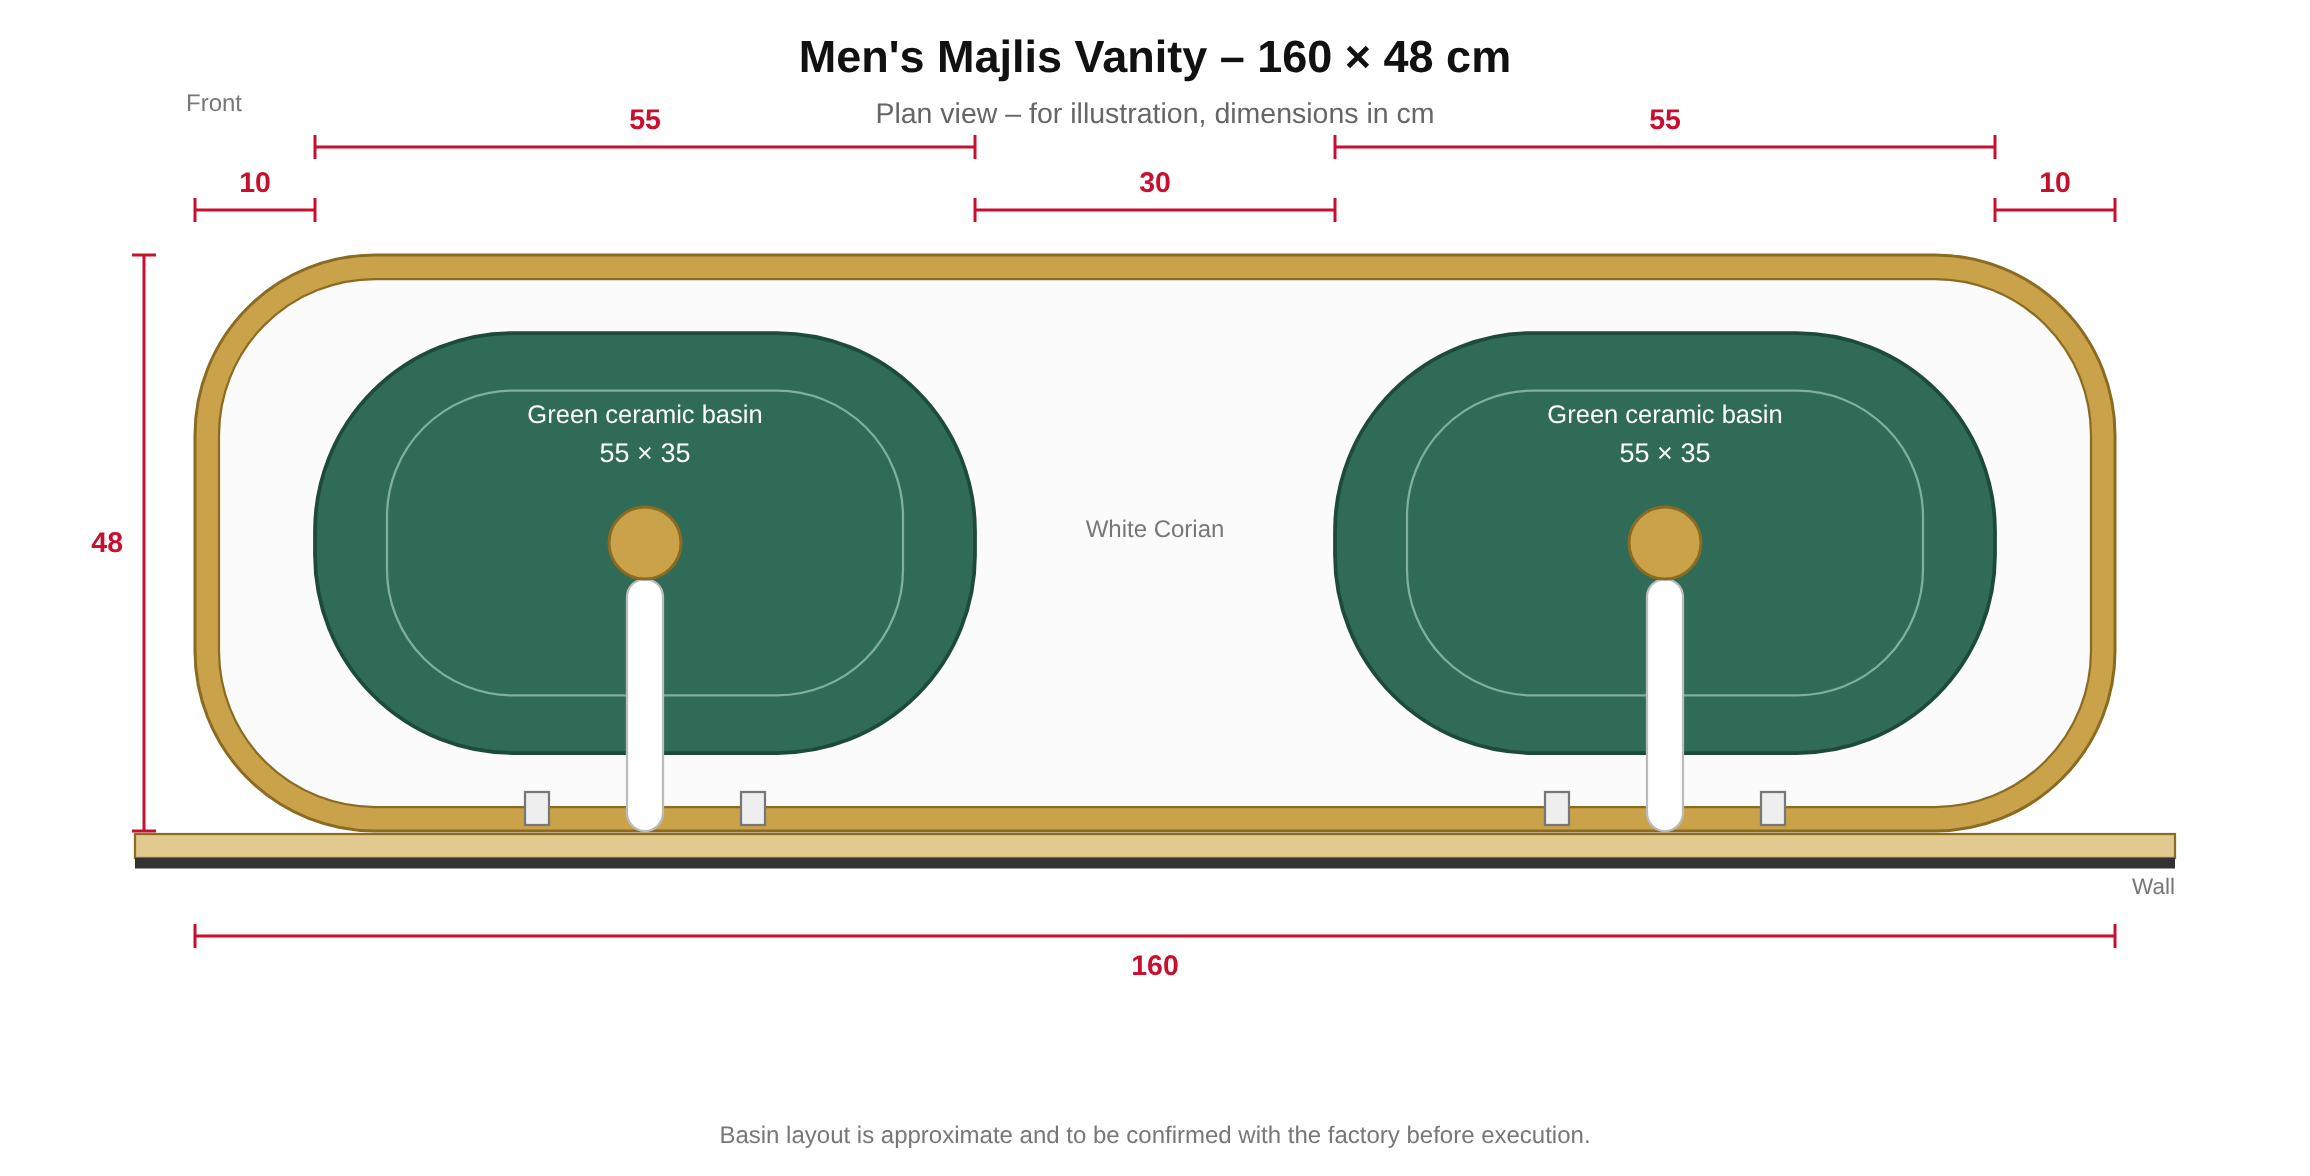 Men's Majlis Vanity – 160 × 48 cm
Front
Plan view – for illustration, dimensions in cm
55
55
10
30
10
Green ceramic basin
55 × 35
Green ceramic basin
55 × 35
White Corian
48
Wall
160
Basin layout is approximate and to be confirmed with the factory before execution.